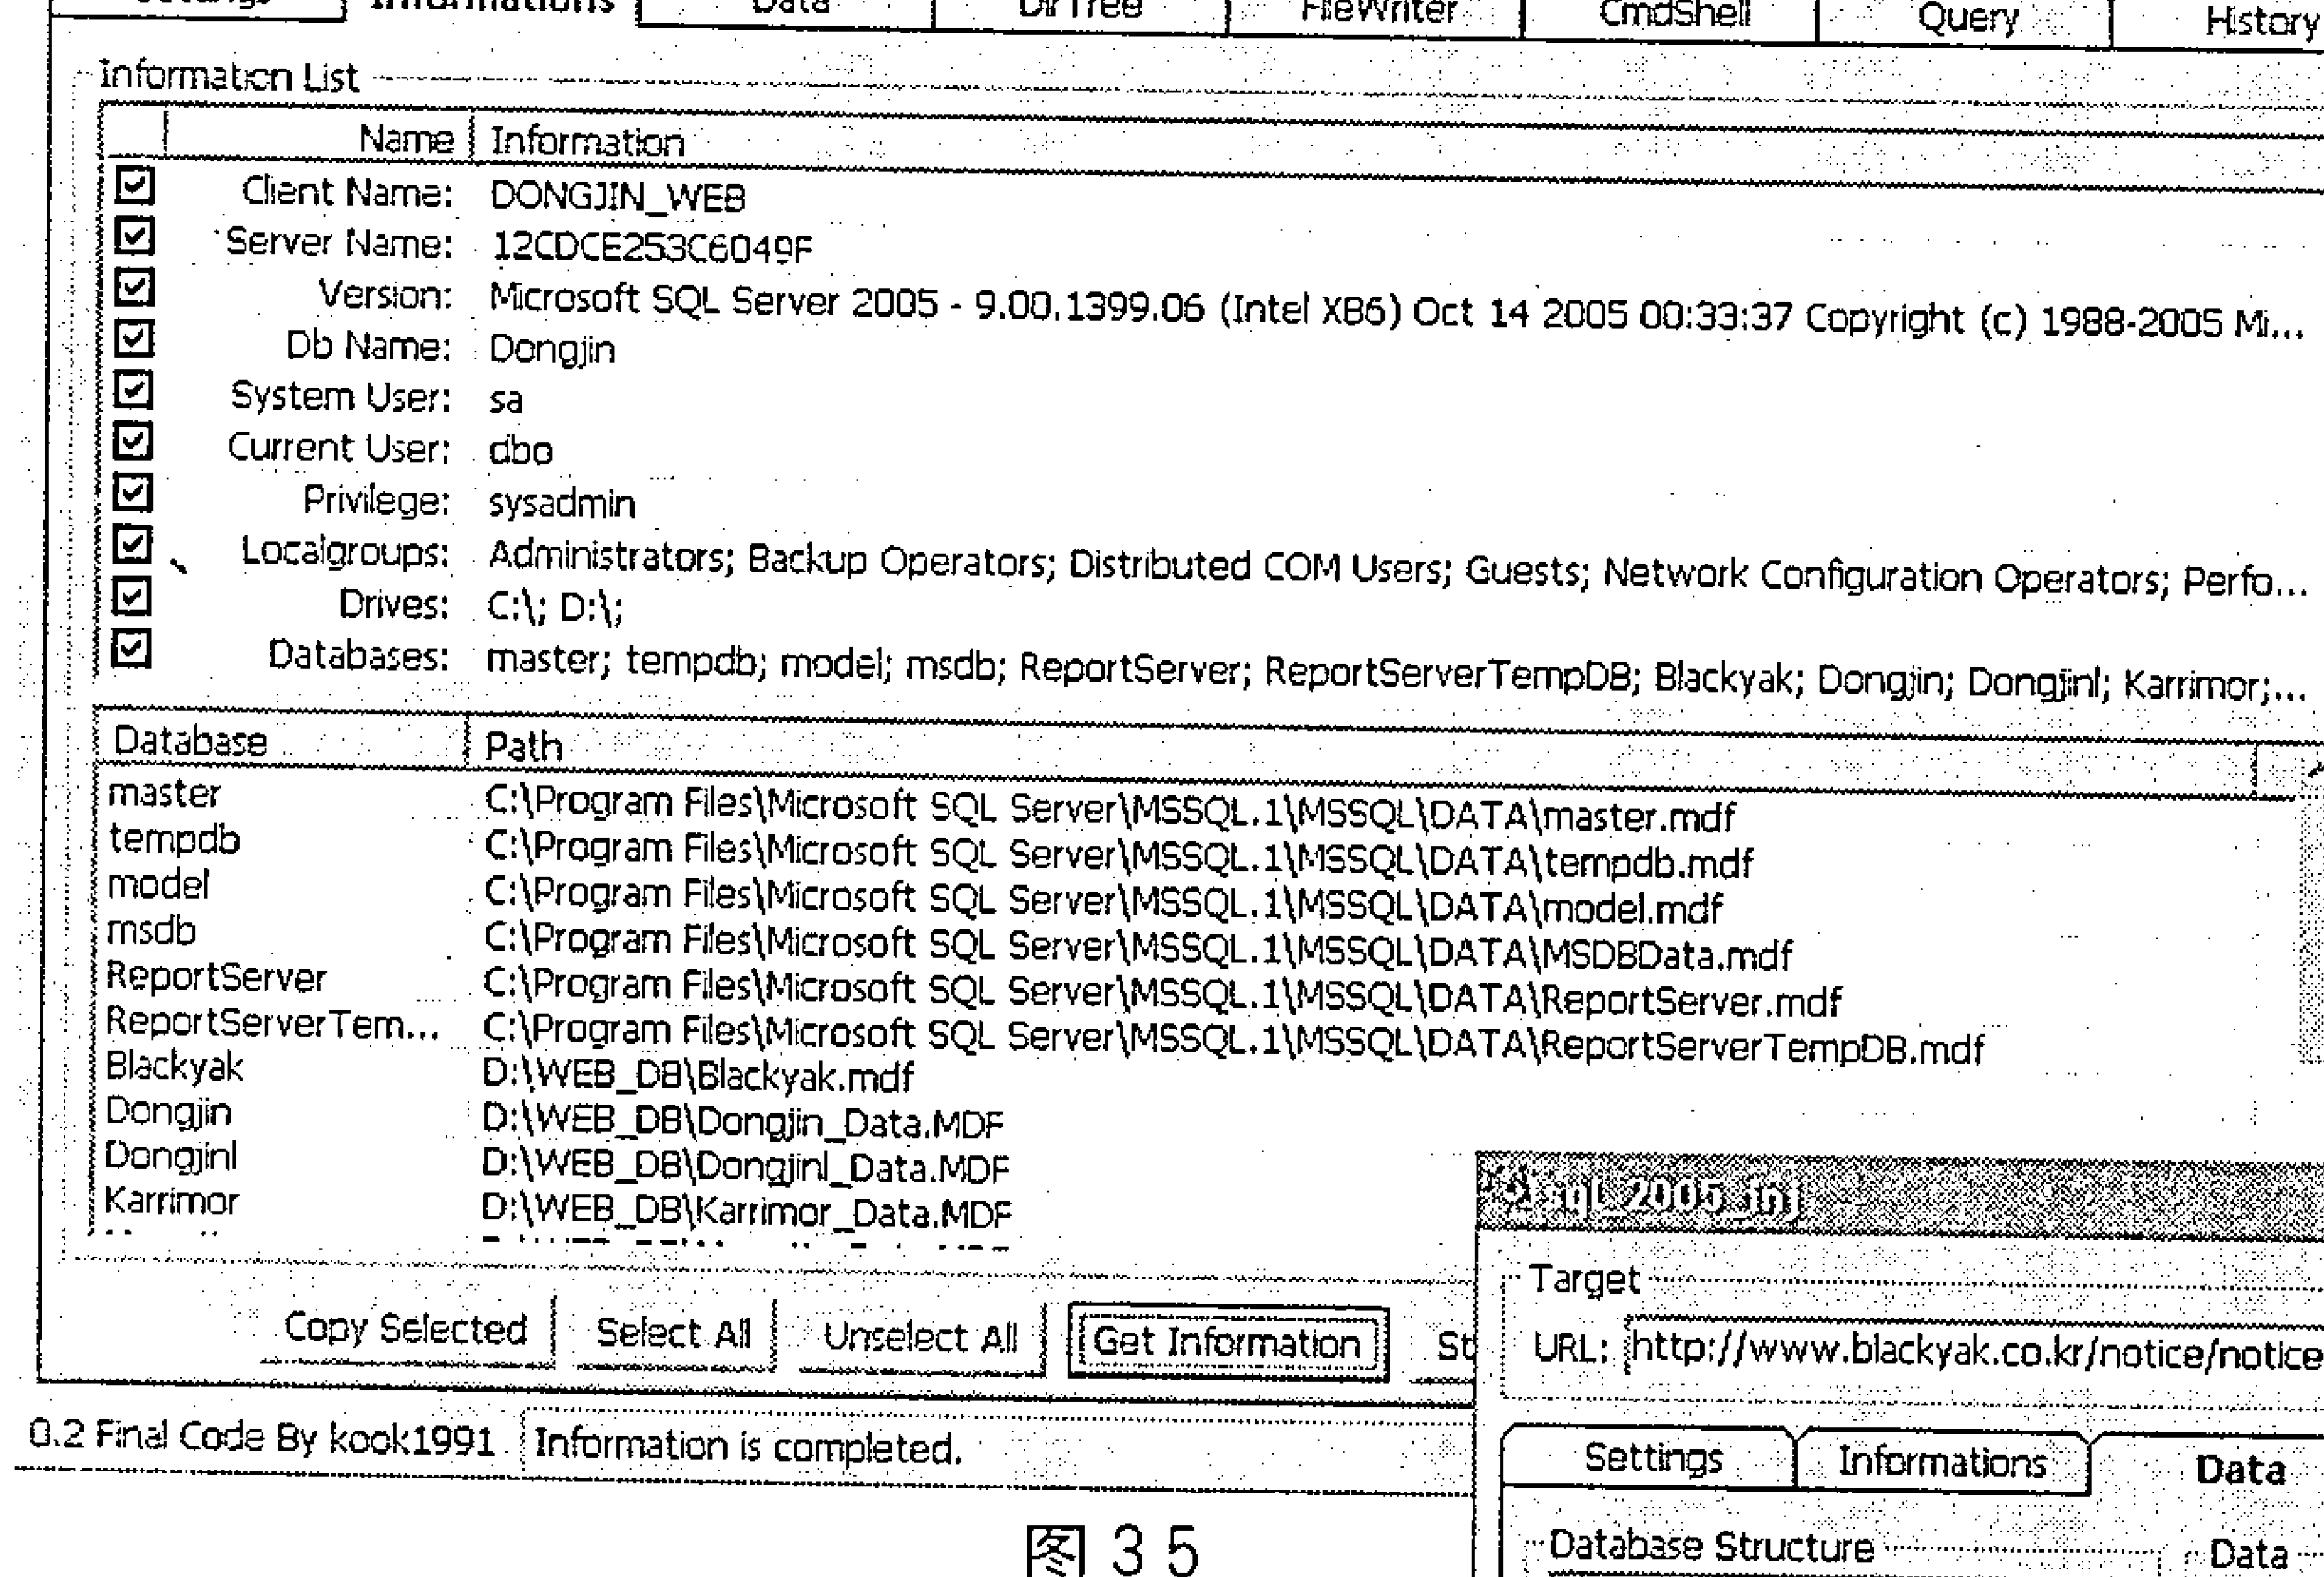 Settings Informations Data DirTree FileWriter CmdShell Query History
Information List
Name Information
Client Name: DONGJIN_WEB
Server Name: 12CDCE253C6049F
Version: Microsoft SQL Server 2005 - 9.00.1399.06 (Intel X86) Oct 14 2005 00:33:37 Copyright (c) 1988-2005 Mi...
Db Name: Dongjin
System User: sa
Current User: dbo
Privilege: sysadmin
Localgroups: Administrators; Backup Operators; Distributed COM Users; Guests; Network Configuration Operators; Perfo...
Drives: C:\; D:\;
Databases: master; tempdb; model; msdb; ReportServer; ReportServerTempDB; Blackyak; Dongjin; DongjinI; Karrimor;...
Database Path
master C:\Program Files\Microsoft SQL Server\MSSQL.1\MSSQL\DATA\master.mdf
tempdb C:\Program Files\Microsoft SQL Server\MSSQL.1\MSSQL\DATA\tempdb.mdf
model C:\Program Files\Microsoft SQL Server\MSSQL.1\MSSQL\DATA\model.mdf
msdb C:\Program Files\Microsoft SQL Server\MSSQL.1\MSSQL\DATA\MSDBData.mdf
ReportServer C:\Program Files\Microsoft SQL Server\MSSQL.1\MSSQL\DATA\ReportServer.mdf
ReportServerTem... C:\Program Files\Microsoft SQL Server\MSSQL.1\MSSQL\DATA\ReportServerTempDB.mdf
Blackyak D:\WEB_DB\Blackyak.mdf
Dongjin D:\WEB_DB\Dongjin_Data.MDF
DongjinI D:\WEB_DB\DongjinI_Data.MDF
Karrimor D:\WEB_DB\Karrimor_Data.MDF
Copy Selected Select All Unselect All Get Information St
0.2 Final Code By kook1991 Information is completed.
图 3 5
sql_2005_inj
Target
URL: http://www.blackyak.co.kr/notice/notice
Settings Informations Data
Database Structure Data